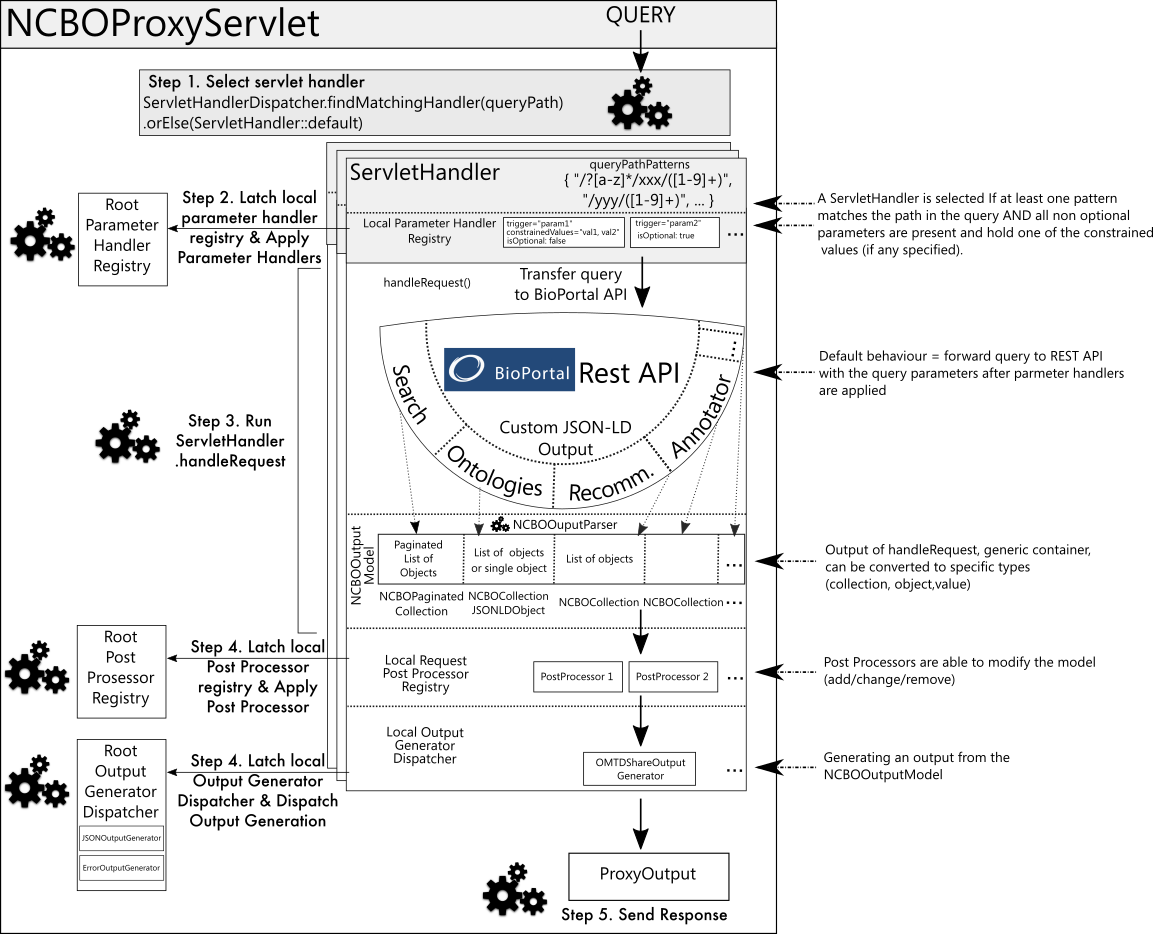 NCBOProxyServlet
QUERY
Step 1. Select servlet handler
ServletHandlerDispatcher.findMatchingHandler(queryPath)
.orElse(ServletHandler::default)
ServletHandler
queryPathPatterns
{ "/?[a-z]*/xxx/([1-9]+)",
"/yyy/([1-9]+)", ... }
Root
Parameter
Handler
Registry
Step 2. Latch local
parameter handler
registry & Apply
Parameter Handlers
Local Parameter Handler
Registry
trigger="param1"
constrainedValues="val1, val2"
isOptional: false
trigger="param2"
isOptional: true
...
A ServletHandler is selected If at least one pattern
matches the path in the query AND all non optional
parameters are present and hold one of the constrained
values (if any specified).
handleRequest()
Transfer query
to BioPortal API
BioPortal
Rest API
Custom JSON-LD
Output
Search
Ontologies
Recomm.
Annotator
...
Default behaviour = forward query to REST API
with the query parameters after parmeter handlers
are applied
Step 3. Run
ServletHandler
.handleRequest
NCBOOuputParser
NCBOOutput
Model
Paginated
List of
Objects
List of objects
or single object
List of objects
...
NCBOPaginated
Collection
NCBOCollection
JSONLDObject
NCBOCollection
NCBOCollection
...
Output of handleRequest, generic container,
can be converted to specific types
(collection, object,value)
Root
Post
Prosessor
Registry
Step 4. Latch local
Post Processor
registry & Apply
Post Processor
Local Request
Post Processor
Registry
PostProcessor 1
PostProcessor 2
...
Post Processors are able to modify the model
(add/change/remove)
Root
Output
Generator
Dispatcher
JSONOutputGenerator
ErrorOutputGenerator
Step 4. Latch local
Output Generator
Dispatcher & Dispatch
Output Generation
Local Output
Generator
Dispatcher
OMTDShareOutput
Generator
...
Generating an output from the
NCBOOutputModel
ProxyOutput
Step 5. Send Response